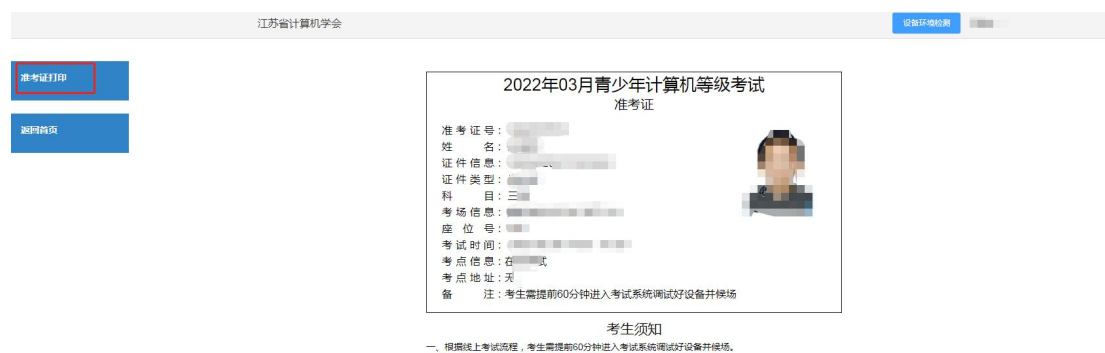 江苏省计算机学会
设备环境检测
准考证打印
返回首页
2022年03月青少年计算机等级考试
准考证
准考证号：
姓 名：
证件信息：
证件类型：
科 目：三
考场信息：
座 位 号：
考试时间：
考点信息：在 试
考点地址：无
备 注：考生需提前60分钟进入考试系统调试好设备并候场
考生须知
一、根据线上考试流程，考生需提前60分钟进入考试系统调试好设备并候场。